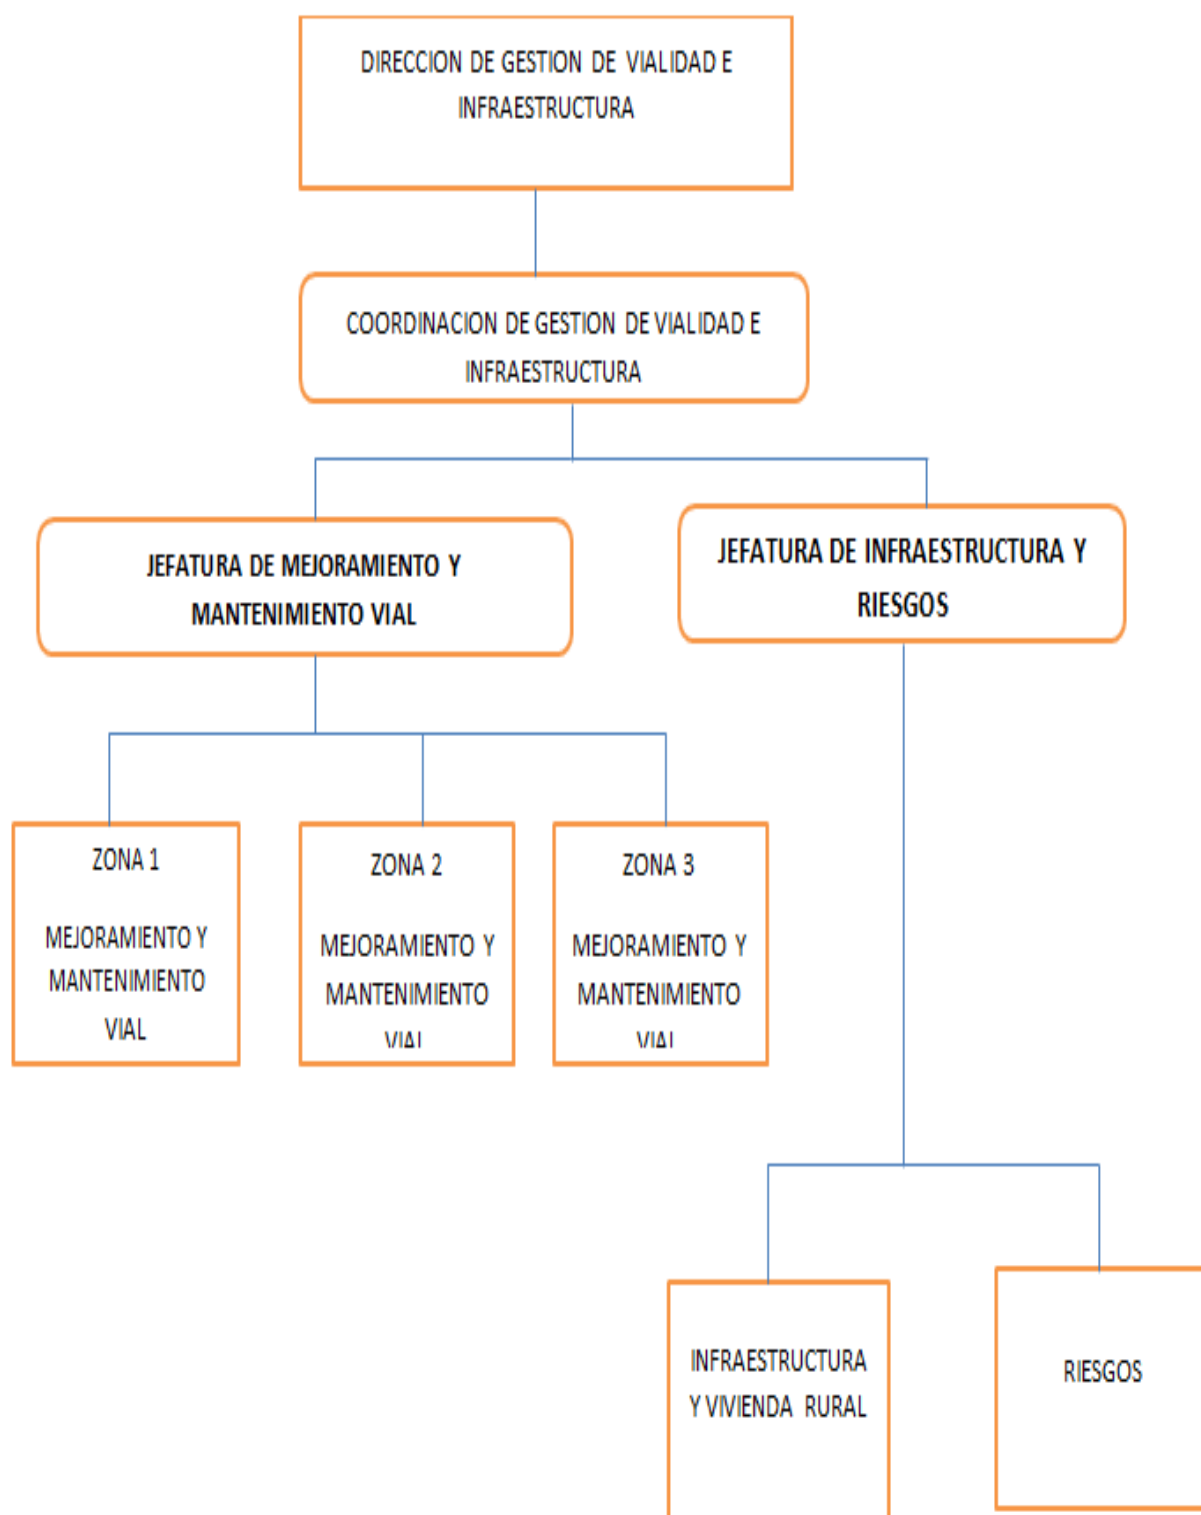 DIRECCION DE GESTION DE VIALIDAD E
INFRAESTRUCTURA
COORDINACION DE GESTION DE VIALIDAD E
INFRAESTRUCTURA
JEFATURA DE MEJORAMIENTO Y
MANTENIMIENTO VIAL
JEFATURA DE INFRAESTRUCTURA Y
RIESGOS
ZONA 1
MEJORAMIENTO Y
MANTENIMIENTO
VIAL
ZONA 2
MEJORAMIENTO Y
MANTENIMIENTO
VIAL
ZONA 3
MEJORAMIENTO Y
MANTENIMIENTO
VIAL
INFRAESTRUCTURA
Y VIVIENDA RURAL
RIESGOS